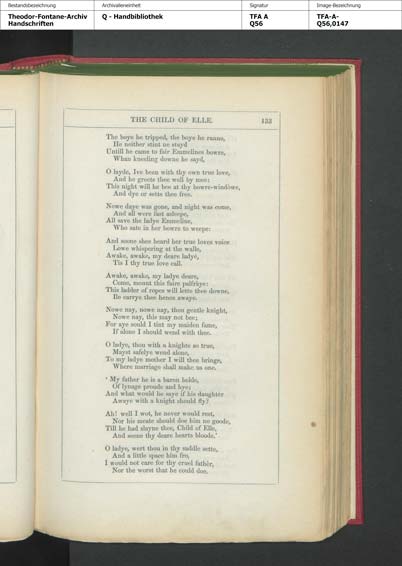 Bestandsbezeichnung
Archivalieneinheit
Signatur
Image-Bezeichnung
Theodor-Fontane-Archiv
Handschriften
Q - Handbibliothek
TFA A
Q56
TFA-A-
Q56,0147
THE CHILD OF ELLE. 133
The boye he tripped, the boye he ranne,
He neither stint ne stayd
Untill he came to fair Emmelines bowre,
Whan kneeling downe he sayd,
O ladye, Ive been with thy own true love,
And he greets thee well by mee:
This night will he bee at thy bowre-windòwe,
And dye or sette thee free.
Nowe daye was gone, and night was come,
And all were fast asleepe,
All save the ladye Emmeline,
Who sate in her bowre to weepe:
And soone shee heard her true loves voice
Lowe whispering at the walle,
Awake, awake, my deare ladyè,
Tis I thy true love call.
Awake, awake, my ladye deare,
Come, mount this faire palfràye:
This ladder of ropes will lette thee downe,
Ile carrye thee hence awaye.
Nowe nay, nowe nay, thou gentle knight,
Nowe nay, this may not bee;
For aye sould I tint my maiden fame,
If alone I should wend with thee.
O ladye, thou with a knighte so true,
Mayst safelye wend alone,
To my ladye mother I will thee bringe,
Where marriage shall make us one.
' My father he is a baron bolde,
Of lynage proude and hye;
And what would he saye if his daughtèr
Awaye with a knight should fly?
Ah! well I wot, he never would rest,
Nor his meate should doe him no goode,
Till he had slayne thee, Child of Elle,
And seene thy deare hearts bloode.'
O ladye, wert thou in thy saddle sette,
And a little space him fro,
I would not care for thy cruel fathèr,
Nor the worst that he could doe.